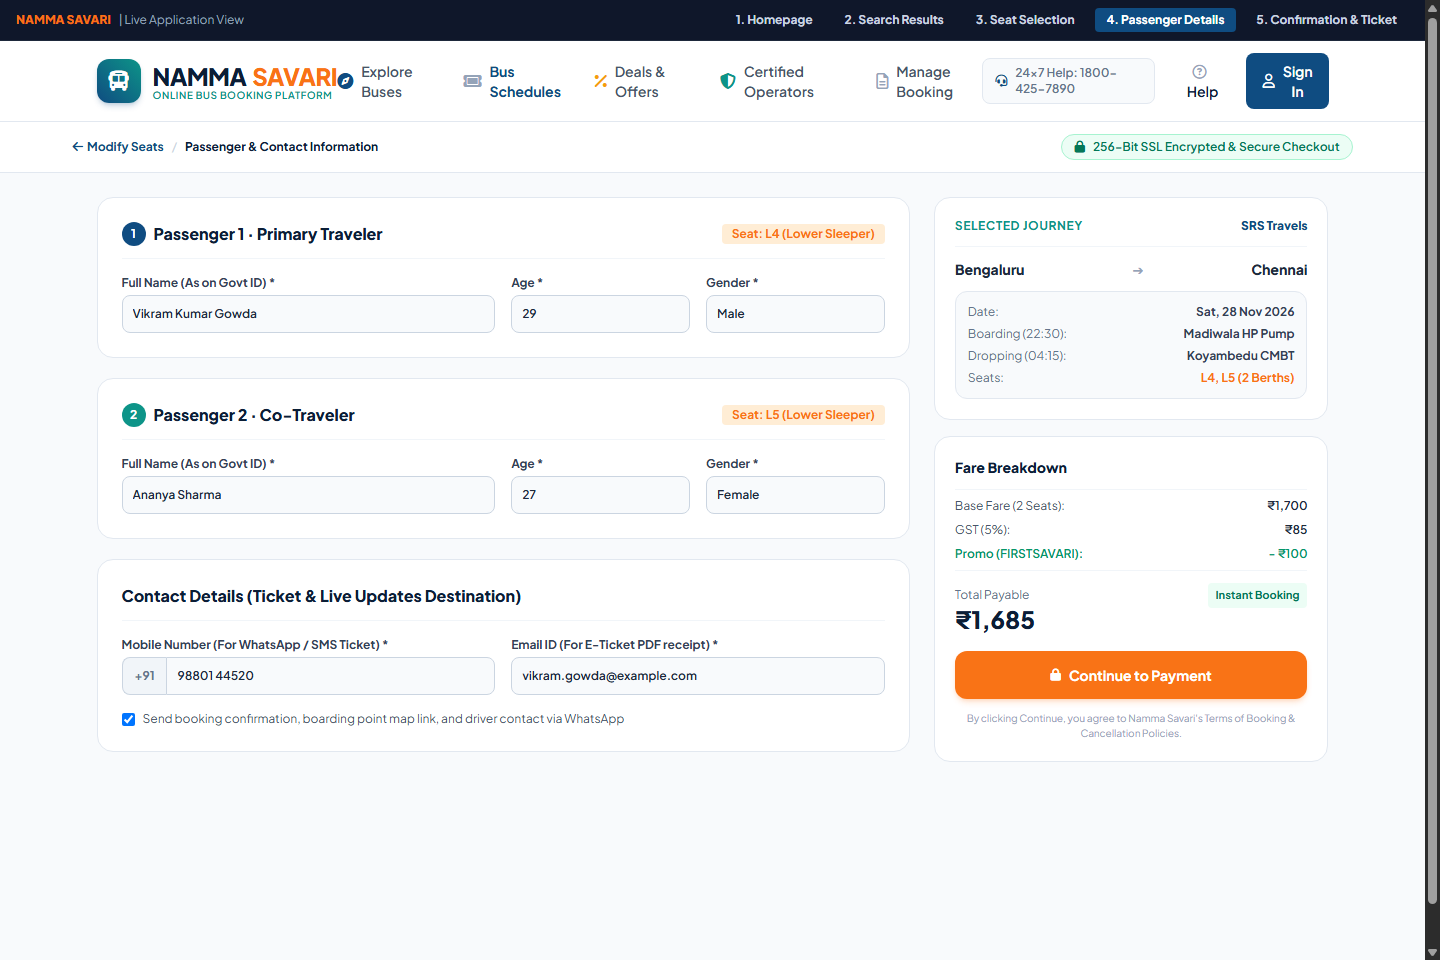 NAMMA SAVARI | Live Application View
1. Homepage
2. Search Results
3. Seat Selection
4. Passenger Details
5. Confirmation & Ticket
NAMMA SAVARI
ONLINE BUS BOOKING PLATFORM
Explore
Buses
Bus
Schedules
Deals &
Offers
Certified
Operators
Manage
Booking
24×7 Help: 1800-
425-7890
Help
Sign
In
← Modify Seats / Passenger & Contact Information
256-Bit SSL Encrypted & Secure Checkout
1 Passenger 1 · Primary Traveler
Seat: L4 (Lower Sleeper)
Full Name (As on Govt ID) *
Age *
Gender *
Vikram Kumar Gowda
29
Male
2 Passenger 2 · Co-Traveler
Seat: L5 (Lower Sleeper)
Full Name (As on Govt ID) *
Age *
Gender *
Ananya Sharma
27
Female
Contact Details (Ticket & Live Updates Destination)
Mobile Number (For WhatsApp / SMS Ticket) *
Email ID (For E-Ticket PDF receipt) *
+91 98801 44520
vikram.gowda@example.com
Send booking confirmation, boarding point map link, and driver contact via WhatsApp
SELECTED JOURNEY
SRS Travels
Bengaluru → Chennai
Date: Sat, 28 Nov 2026
Boarding (22:30): Madiwala HP Pump
Dropping (04:15): Koyambedu CMBT
Seats: L4, L5 (2 Berths)
Fare Breakdown
Base Fare (2 Seats): ₹1,700
GST (5%): ₹85
Promo (FIRSTSAVARI): - ₹100
Total Payable
Instant Booking
₹1,685
Continue to Payment
By clicking Continue, you agree to Namma Savari's Terms of Booking &
Cancellation Policies.